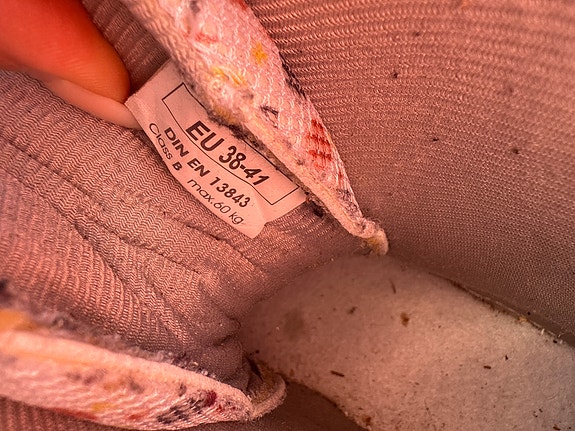 EU 38-41
DIN EN 13843
Class B max.60 kg